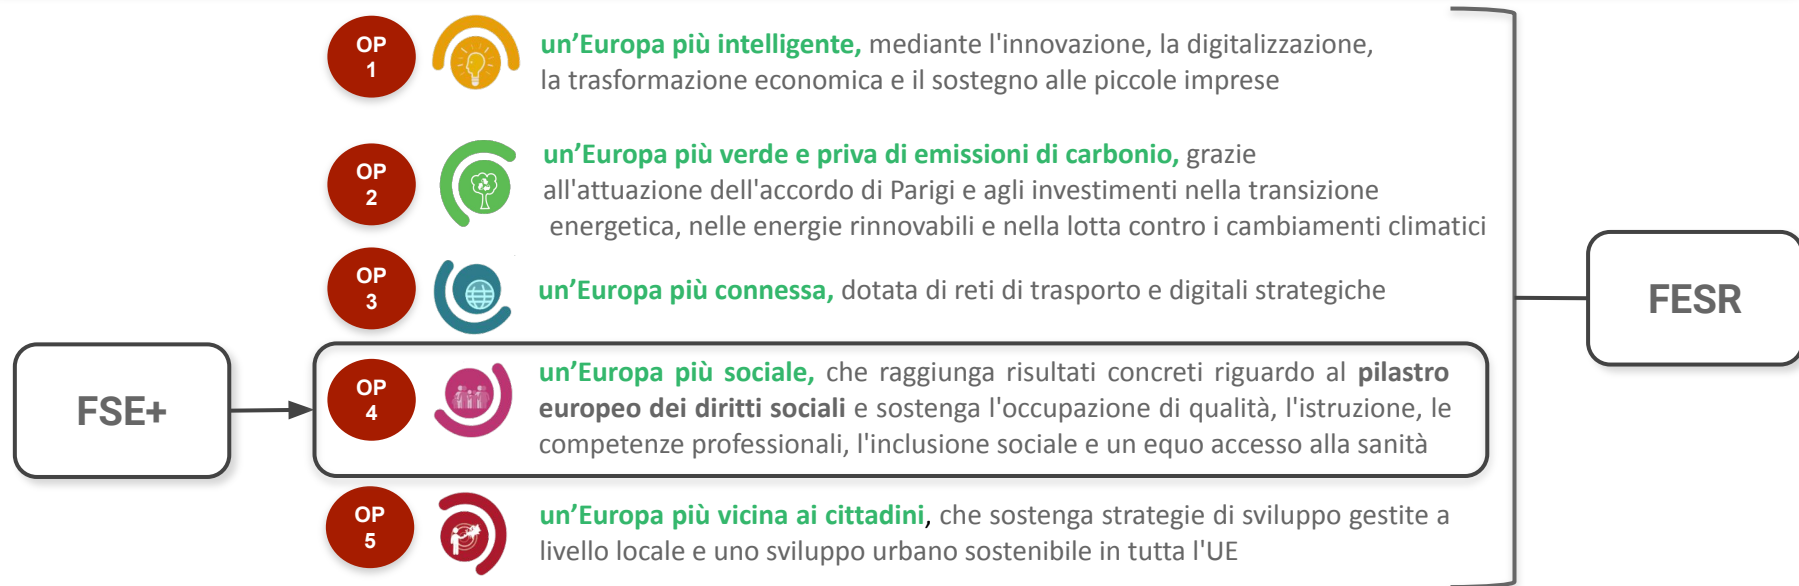 OP
1
un’Europa più intelligente, mediante l'innovazione, la digitalizzazione,
la trasformazione economica e il sostegno alle piccole imprese
OP
2
un’Europa più verde e priva di emissioni di carbonio, grazie
all'attuazione dell'accordo di Parigi e agli investimenti nella transizione
energetica, nelle energie rinnovabili e nella lotta contro i cambiamenti climatici
OP
3
un’Europa più connessa, dotata di reti di trasporto e digitali strategiche
FESR
FSE+
OP
4
un’Europa più sociale, che raggiunga risultati concreti riguardo al pilastro
europeo dei diritti sociali e sostenga l'occupazione di qualità, l'istruzione, le
competenze professionali, l'inclusione sociale e un equo accesso alla sanità
OP
5
un’Europa più vicina ai cittadini, che sostenga strategie di sviluppo gestite a
livello locale e uno sviluppo urbano sostenibile in tutta l'UE